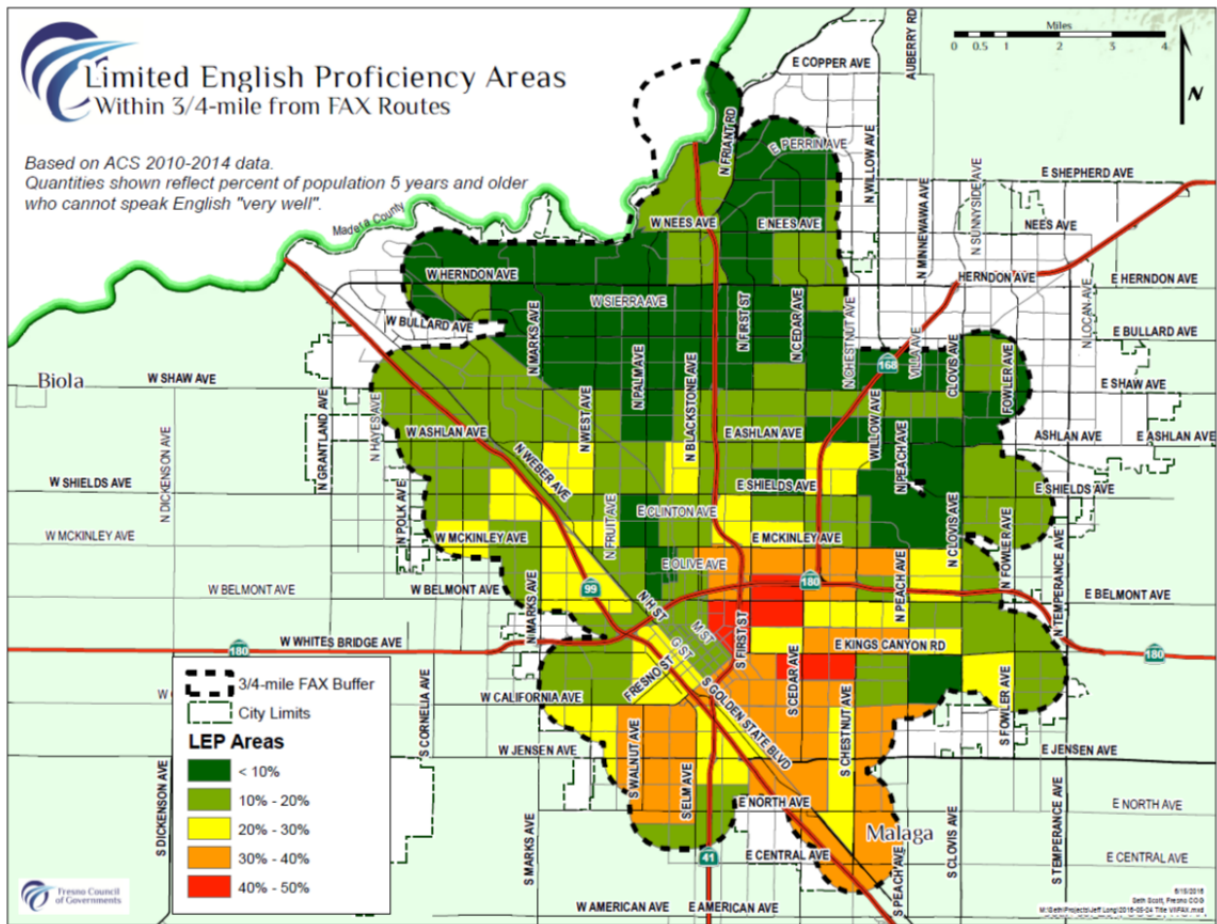 Limited English Proficiency Areas
Within 3/4-mile from FAX Routes
Based on ACS 2010-2014 data.
Quantities shown reflect percent of population 5 years and older
who cannot speak English "very well".
Miles
0 0.5 1 2 3 4
N
AUBERRY RD
E COPPER AVE
N FRIANT RD
E PERRIN AVE
N WILLOW AVE
E SHEPHERD AVE
Madera County
W NEES AVE
E NEES AVE
N MINNEWAWA AVE
N SUNNYSIDE AVE
NEES AVE
W HERNDON AVE
HERNDON AVE
E HERNDON AVE
W SIERRA AVE
W BULLARD AVE
N MARKS AVE
N FIRST ST
N CEDAR AVE
N CHESTNUT AVE
VILLA AVE
CLOVIS AVE
N LOCAN AVE
E BULLARD AVE
168
Biola
W SHAW AVE
N PALM AVE
FOWLER AVE
E SHAW AVE
N GRANTLAND AVE
N HAYES AVE
W ASHLAN AVE
N WEST AVE
N BLACKSTONE AVE
E ASHLAN AVE
WILLOW AVE
N PEACH AVE
ASHLAN AVE
E ASHLAN AVE
N DICKENSON AVE
N WEBER AVE
W SHIELDS AVE
E SHIELDS AVE
E SHIELDS AVE
N POLK AVE
N FRUIT AVE
E CLINTON AVE
N CLOVIS AVE
W MCKINLEY AVE
W MCKINLEY AVE
E MCKINLEY AVE
N FOWLER AVE
E OLIVE AVE
180
W BELMONT AVE
W BELMONT AVE
99
N PEACH AVE
N TEMPERANCE AVE
E BELMONT AVE
N MARKS AVE
N H ST
M ST
G ST
S FIRST ST
W WHITES BRIDGE AVE
E KINGS CANYON RD
180
180
FRESNO ST
S CEDAR AVE
3/4-mile FAX Buffer
City Limits
LEP Areas
< 10%
10% - 20%
20% - 30%
30% - 40%
40% - 50%
S CORNELIA AVE
W CALIFORNIA AVE
S GOLDEN STATE BLVD
S CHESTNUT AVE
S FOWLER AVE
W JENSEN AVE
S WALNUT AVE
E JENSEN AVE
S DICKENSON AVE
S ELM AVE
E NORTH AVE
E NORTH AVE
Malaga
S MARKS AVE
41
E CENTRAL AVE
S PEACH AVE
S CLOVIS AVE
S TEMPERANCE AVE
E CENTRAL AVE
W AMERICAN AVE
E AMERICAN AVE
Fresno Council
of Governments
Seth Scott, Fresno COG